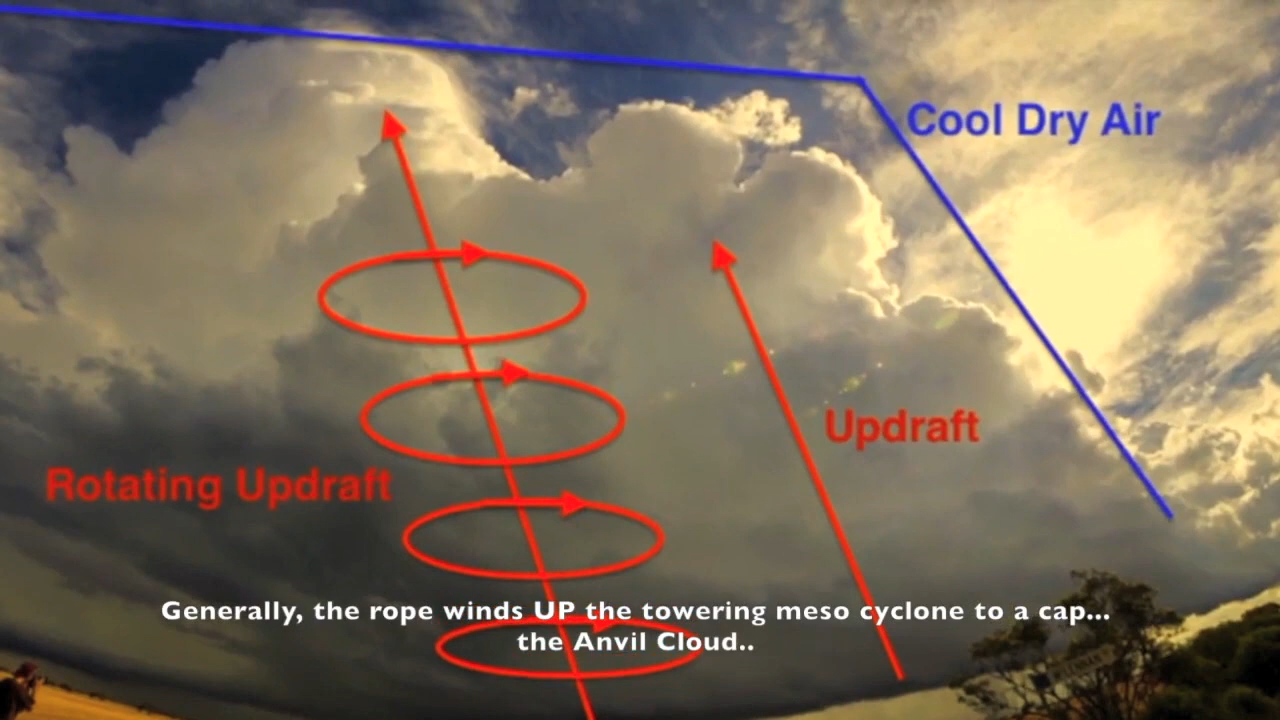 Cool Dry Air
Updraft
Rotating Updraft
Generally, the rope winds UP the towering meso cyclone to a cap...
the Anvil Cloud..